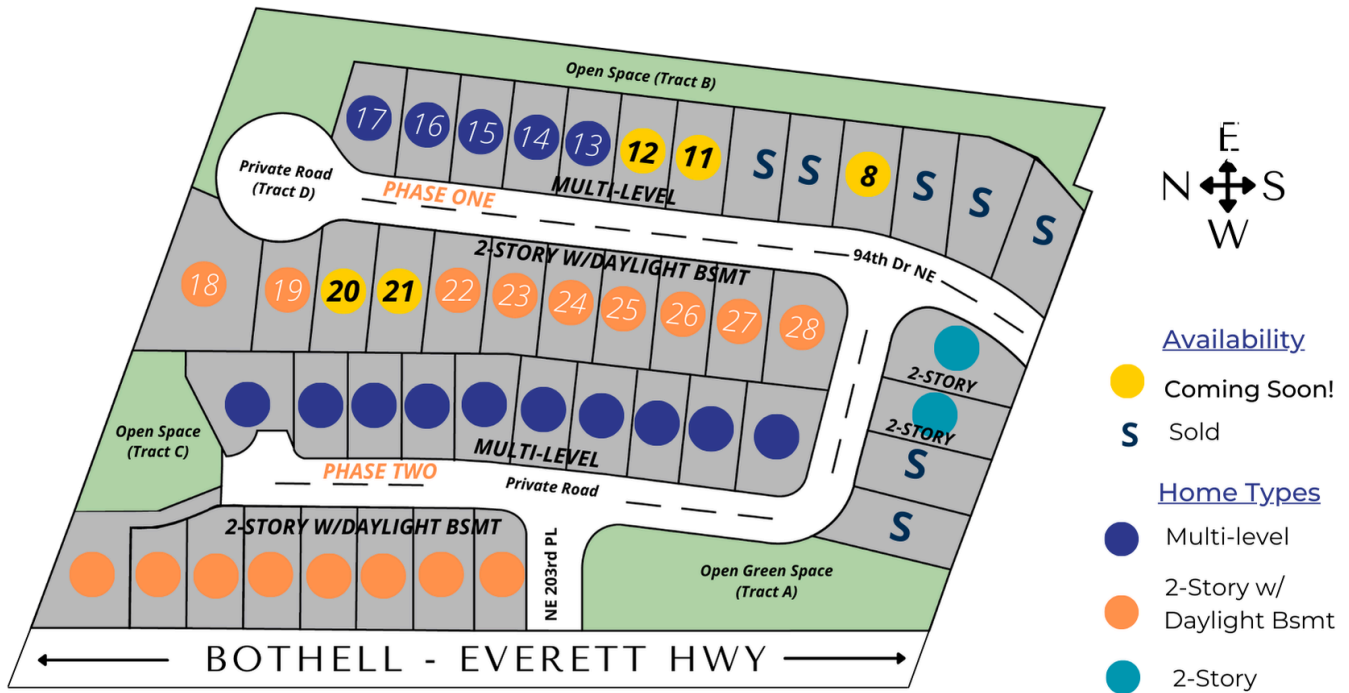 Open Space (Tract B)
17
16
15
14
13
12
11
S
S
8
S
S
S
Private Road
(Tract D)
PHASE ONE
MULTI-LEVEL
94th Dr NE
2-STORY W/DAYLIGHT BSMT
18
19
20
21
22
23
24
25
26
27
28
2-STORY
2-STORY
S
S
Open Space
(Tract C)
MULTI-LEVEL
PHASE TWO
Private Road
2-STORY W/DAYLIGHT BSMT
NE 203rd PL
Open Green Space
(Tract A)
BOTHELL - EVERETT HWY
E
N
S
W
Availability
Coming Soon!
S Sold
Home Types
Multi-level
2-Story w/
Daylight Bsmt
2-Story